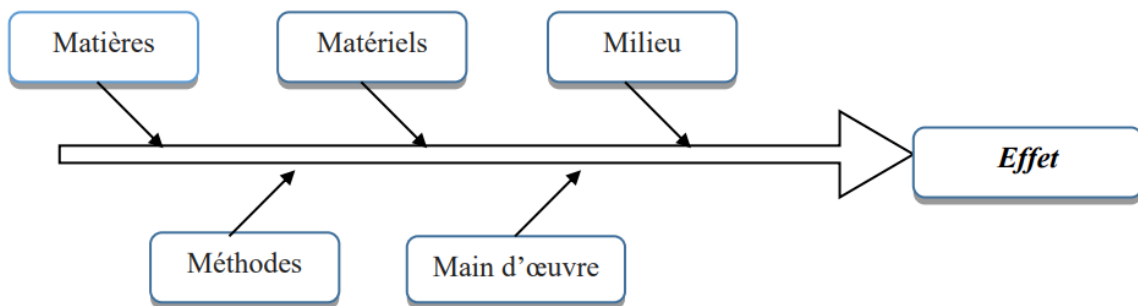 Matières
Matériels
Milieu
Effet
Méthodes
Main d’œuvre